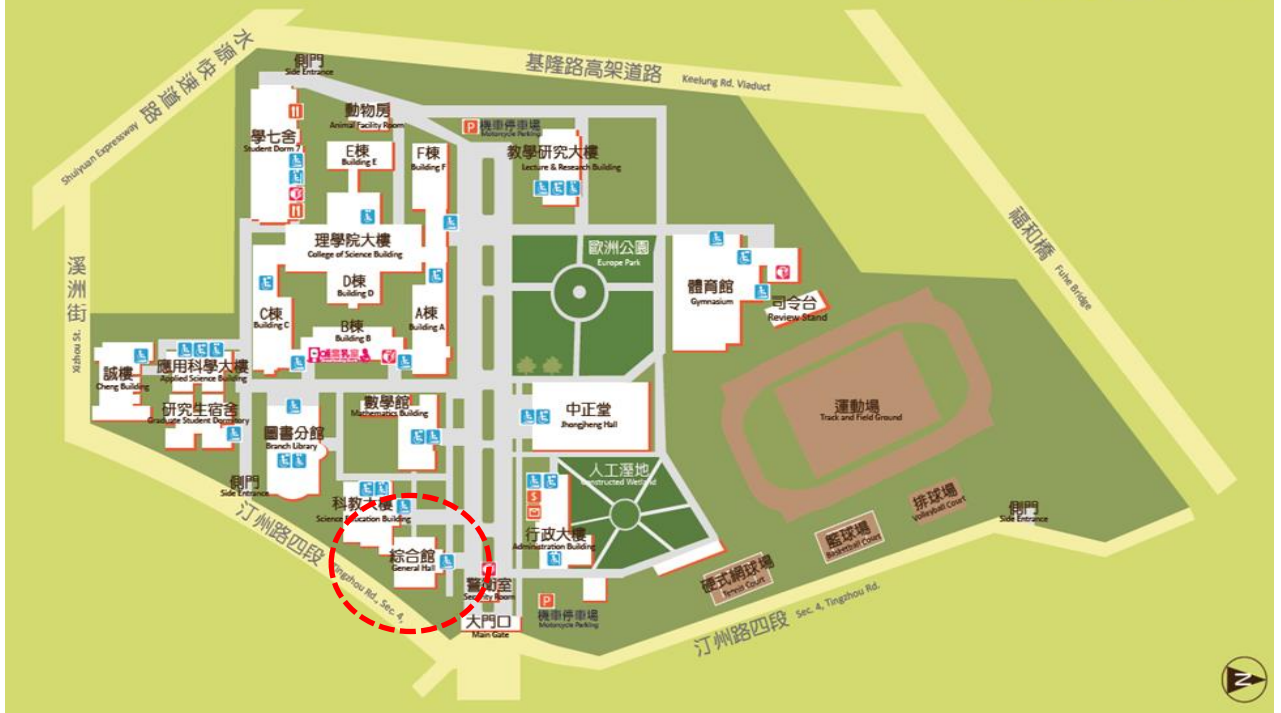 水源快速道路
Shuiyuan Expressway
側門
Side Entrance
基隆路高架道路
Keelung Rd. Viaduct
動物房
Animal Facility Room
P 機車停車場
Motorcycle Parking
學七舍
Student Dorm 7
E棟
Building E
F棟
Building F
教學研究大樓
Lecture & Research Building
福和橋
Fuhe Bridge
理學院大樓
College of Science Building
歐洲公園
Europe Park
溪洲街
Xizhou St.
D棟
Building D
體育館
Gymnasium
司令台
Review Stand
C棟
Building C
B棟
Building B
A棟
Building A
哺集乳室
誠樓
Cheng Building
應用科學大樓
Applied Science Building
研究生宿舍
Graduate Student Dormitory
數學館
Mathematics Building
中正堂
Jhongjheng Hall
運動場
Track and Field Ground
圖書分館
Branch Library
人工溼地
Constructed Wetland
側門
Side Entrance
科教大樓
Science Education Building
$
行政大樓
Administration Building
排球場
Volleyball Court
籃球場
Basketball Court
側門
Side Entrance
汀州路四段
Tingzhou Rd., Sec. 4,
綜合館
General Hall
警衛室
Security Room
硬式網球場
Tennis Court
P
機車停車場
Motorcycle Parking
大門口
Main Gate
汀州路四段 Sec. 4, Tingzhou Rd.
N